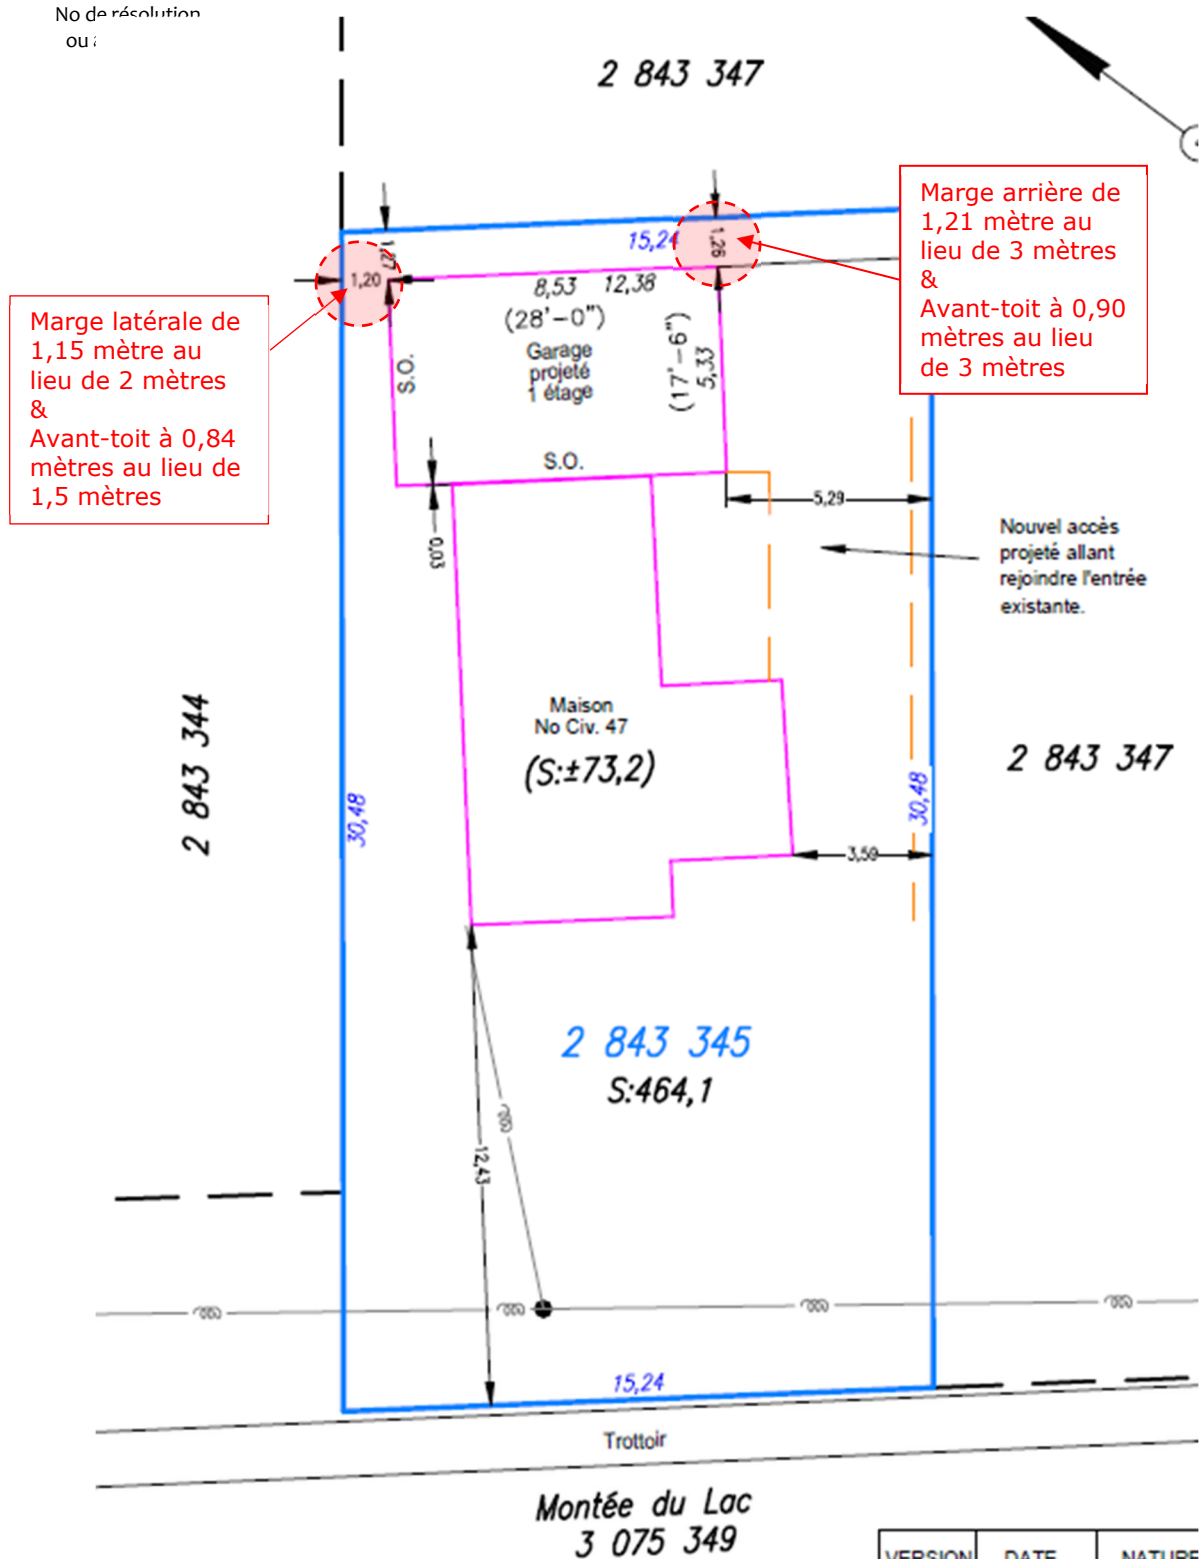 No de résolution
ou
2 843 347
Marge arrière de
1,21 mètre au
lieu de 3 mètres
&
Avant-toit à 0,90
mètres au lieu
de 3 mètres
15,24
1,26
1,27
1,20
8,53 12,38
(28'-0")
Garage
projeté
1 étage
(17'-6")
5,33
S.O.
Marge latérale de
1,15 mètre au
lieu de 2 mètres
&
Avant-toit à 0,84
mètres au lieu de
1,5 mètres
S.O.
5,29
0,03
Nouvel accès
projeté allant
rejoindre l'entrée
existante.
2 843 344
Maison
No Civ. 47
(S:±73,2)
2 843 347
30,48
30,48
3,59
2 843 345
S:464,1
12,43
15,24
Trottoir
Montée du Lac
3 075 349
VERSION DATE NATURE